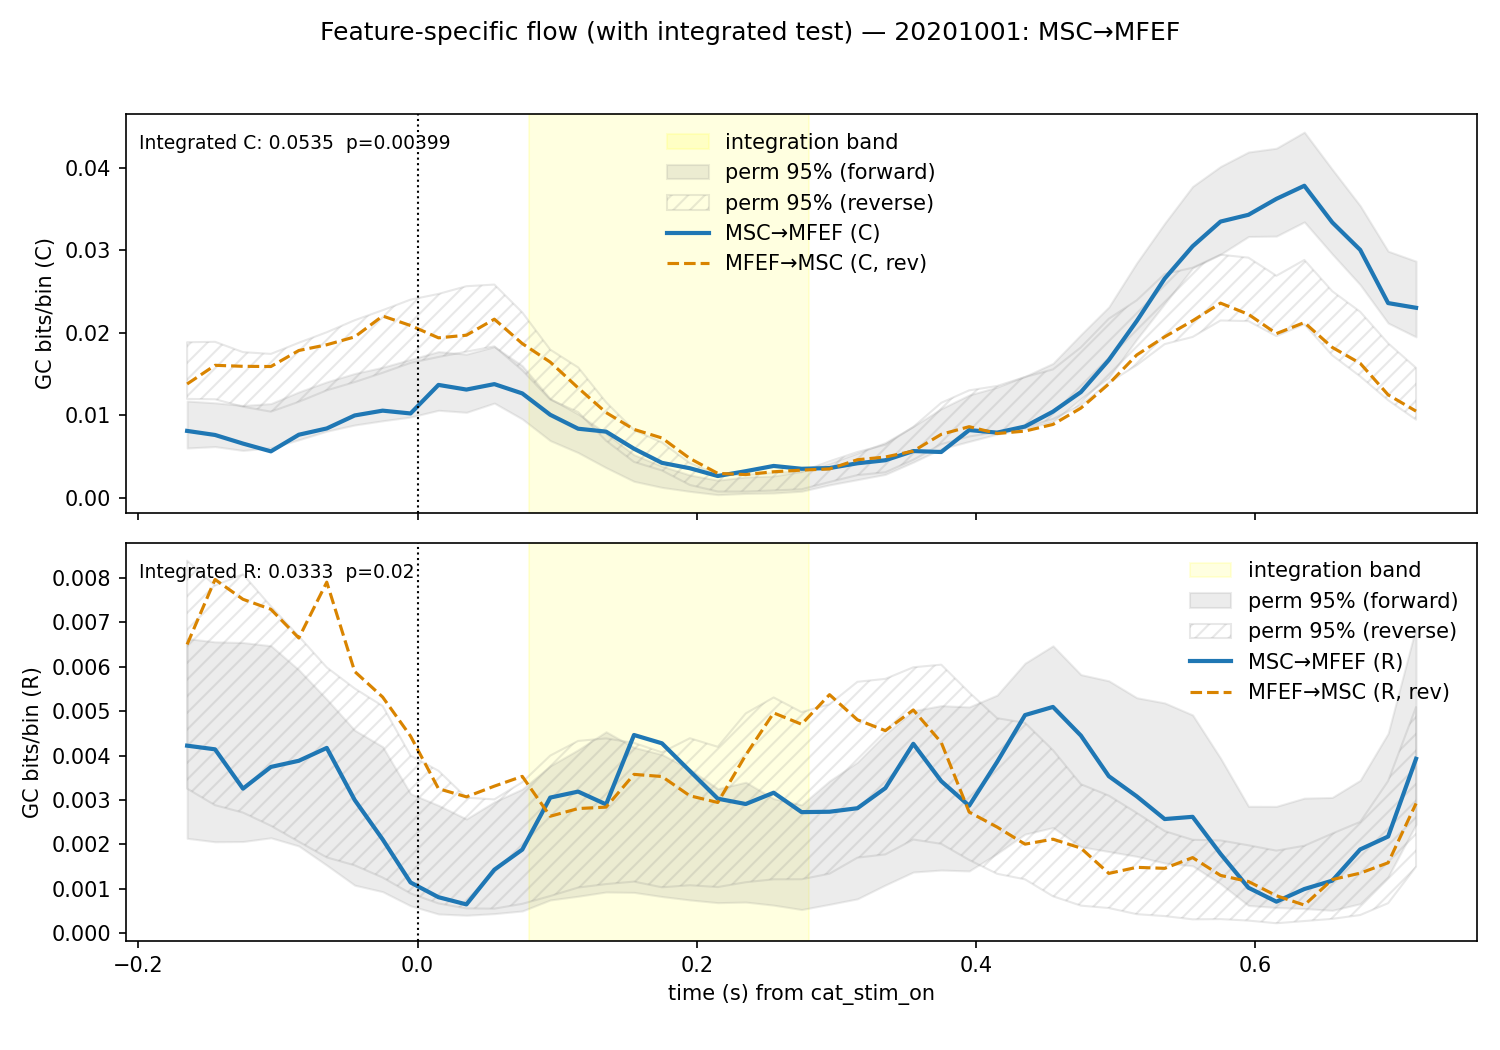 Feature-specific flow (with integrated test) — 20201001: MSC→MFEF
Integrated C: 0.0535  p=0.00399
integration band
perm 95% (forward)
perm 95% (reverse)
MSC→MFEF (C)
MFEF→MSC (C, rev)
GC bits/bin (C)
0.04
0.03
0.02
0.01
0.00
Integrated R: 0.0333  p=0.02
integration band
perm 95% (forward)
perm 95% (reverse)
MSC→MFEF (R)
MFEF→MSC (R, rev)
GC bits/bin (R)
0.008
0.007
0.006
0.005
0.004
0.003
0.002
0.001
0.000
−0.2
0.0
0.2
0.4
0.6
time (s) from cat_stim_on